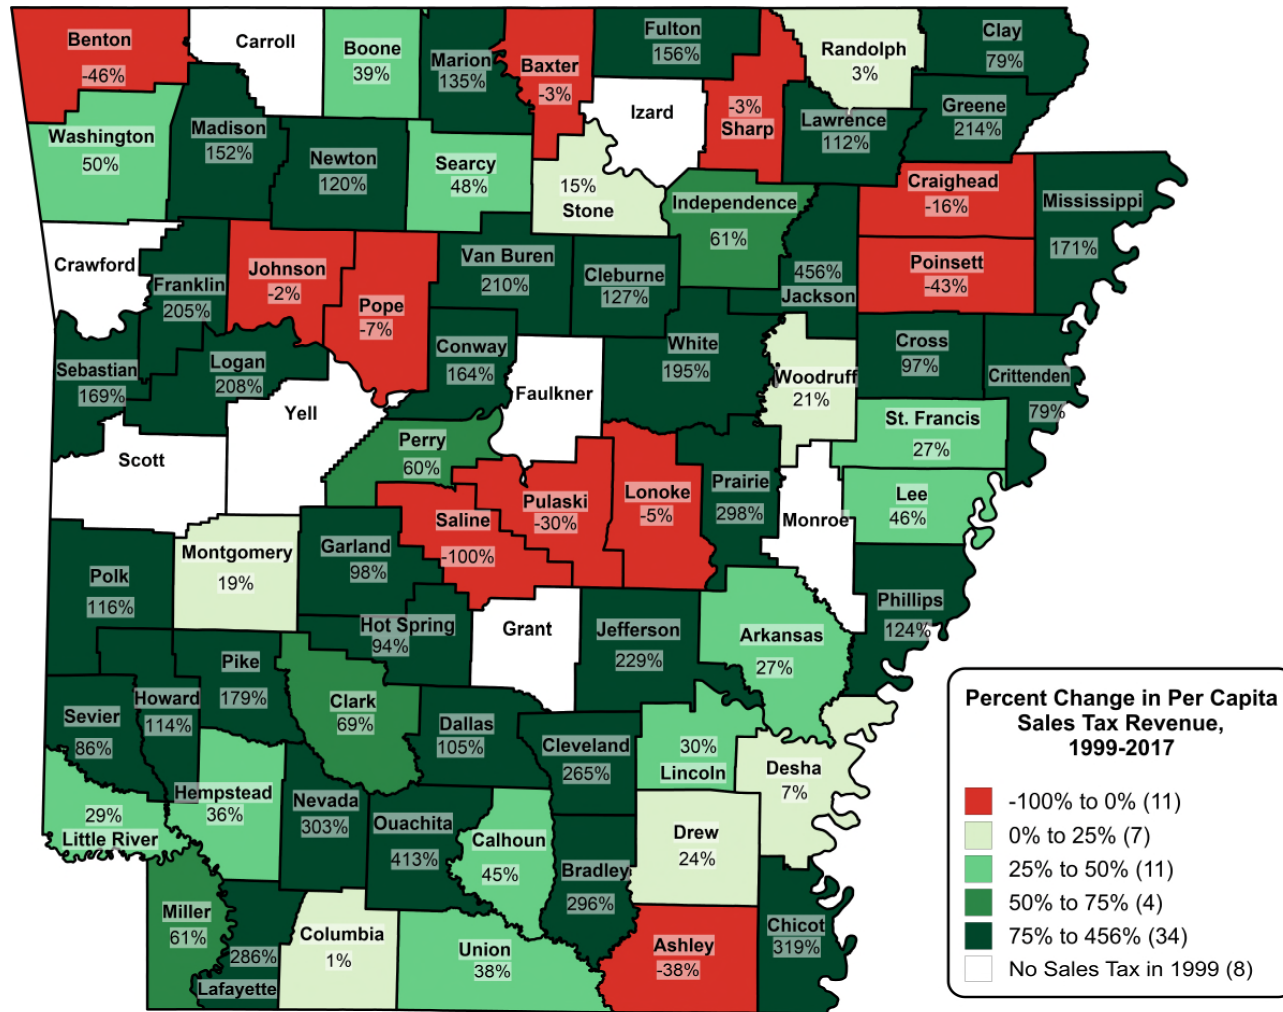 Benton
-46%
Carroll
Boone
39%
Marion
135%
Baxter
-3%
Fulton
156%
Izard
-3%
Sharp
Randolph
3%
Clay
79%
Lawrence
112%
Greene
214%
Washington
50%
Madison
152%
Newton
120%
Searcy
48%
15%
Stone
Independence
61%
456%
Jackson
Craighead
-16%
Mississippi
171%
Poinsett
-43%
Crawford
Franklin
205%
Johnson
-2%
Pope
-7%
Van Buren
210%
Cleburne
127%
Sebastian
169%
Logan
208%
Conway
164%
Faulkner
White
195%
Woodruff
21%
Cross
97%
Crittenden
79%
Yell
Scott
Perry
60%
St. Francis
27%
Saline
-100%
Pulaski
-30%
Lonoke
-5%
Prairie
298%
Monroe
Lee
46%
Polk
116%
Montgomery
19%
Garland
98%
Hot Spring
94%
Grant
Jefferson
229%
Arkansas
27%
Phillips
124%
Sevier
86%
Howard
114%
Pike
179%
Clark
69%
Dallas
105%
Cleveland
265%
30%
Lincoln
Desha
7%
29%
Little River
Hempstead
36%
Nevada
303%
Ouachita
413%
Calhoun
45%
Bradley
296%
Drew
24%
Miller
61%
286%
Lafayette
Columbia
1%
Union
38%
Ashley
-38%
Chicot
319%
Percent Change in Per Capita
Sales Tax Revenue,
1999-2017
-100% to 0% (11)
0% to 25% (7)
25% to 50% (11)
50% to 75% (4)
75% to 456% (34)
No Sales Tax in 1999 (8)